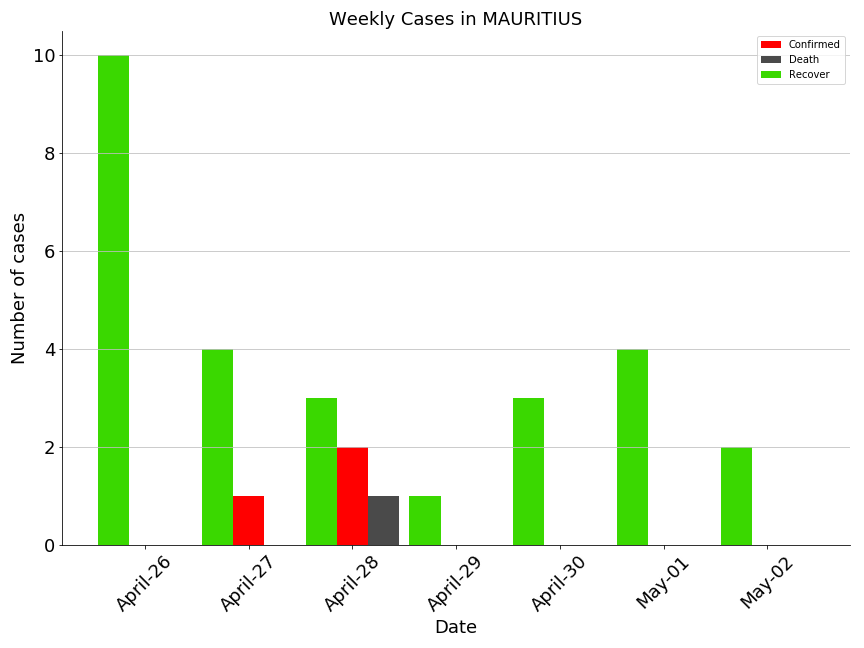 Weekly Cases in MAURITIUS
Confirmed
Death
Recover
Number of cases
10
8
6
4
2
0
April-26
April-27
April-28
April-29
April-30
May-01
May-02
Date